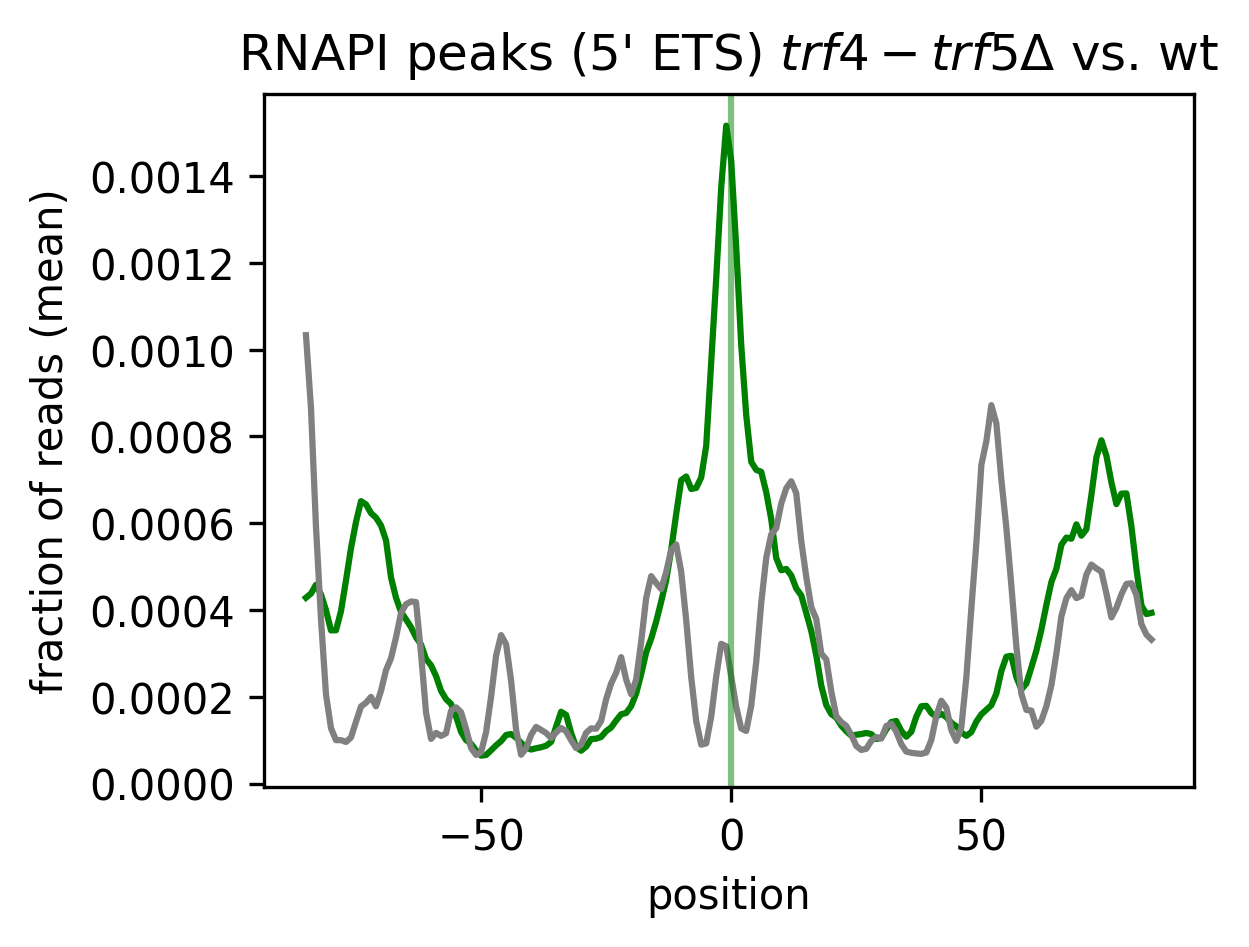 RNAPI peaks (5' ETS) trf4 − trf5Δ vs. wt
fraction of reads (mean)
0.0014
0.0012
0.0010
0.0008
0.0006
0.0004
0.0002
0.0000
−50 0 50
position